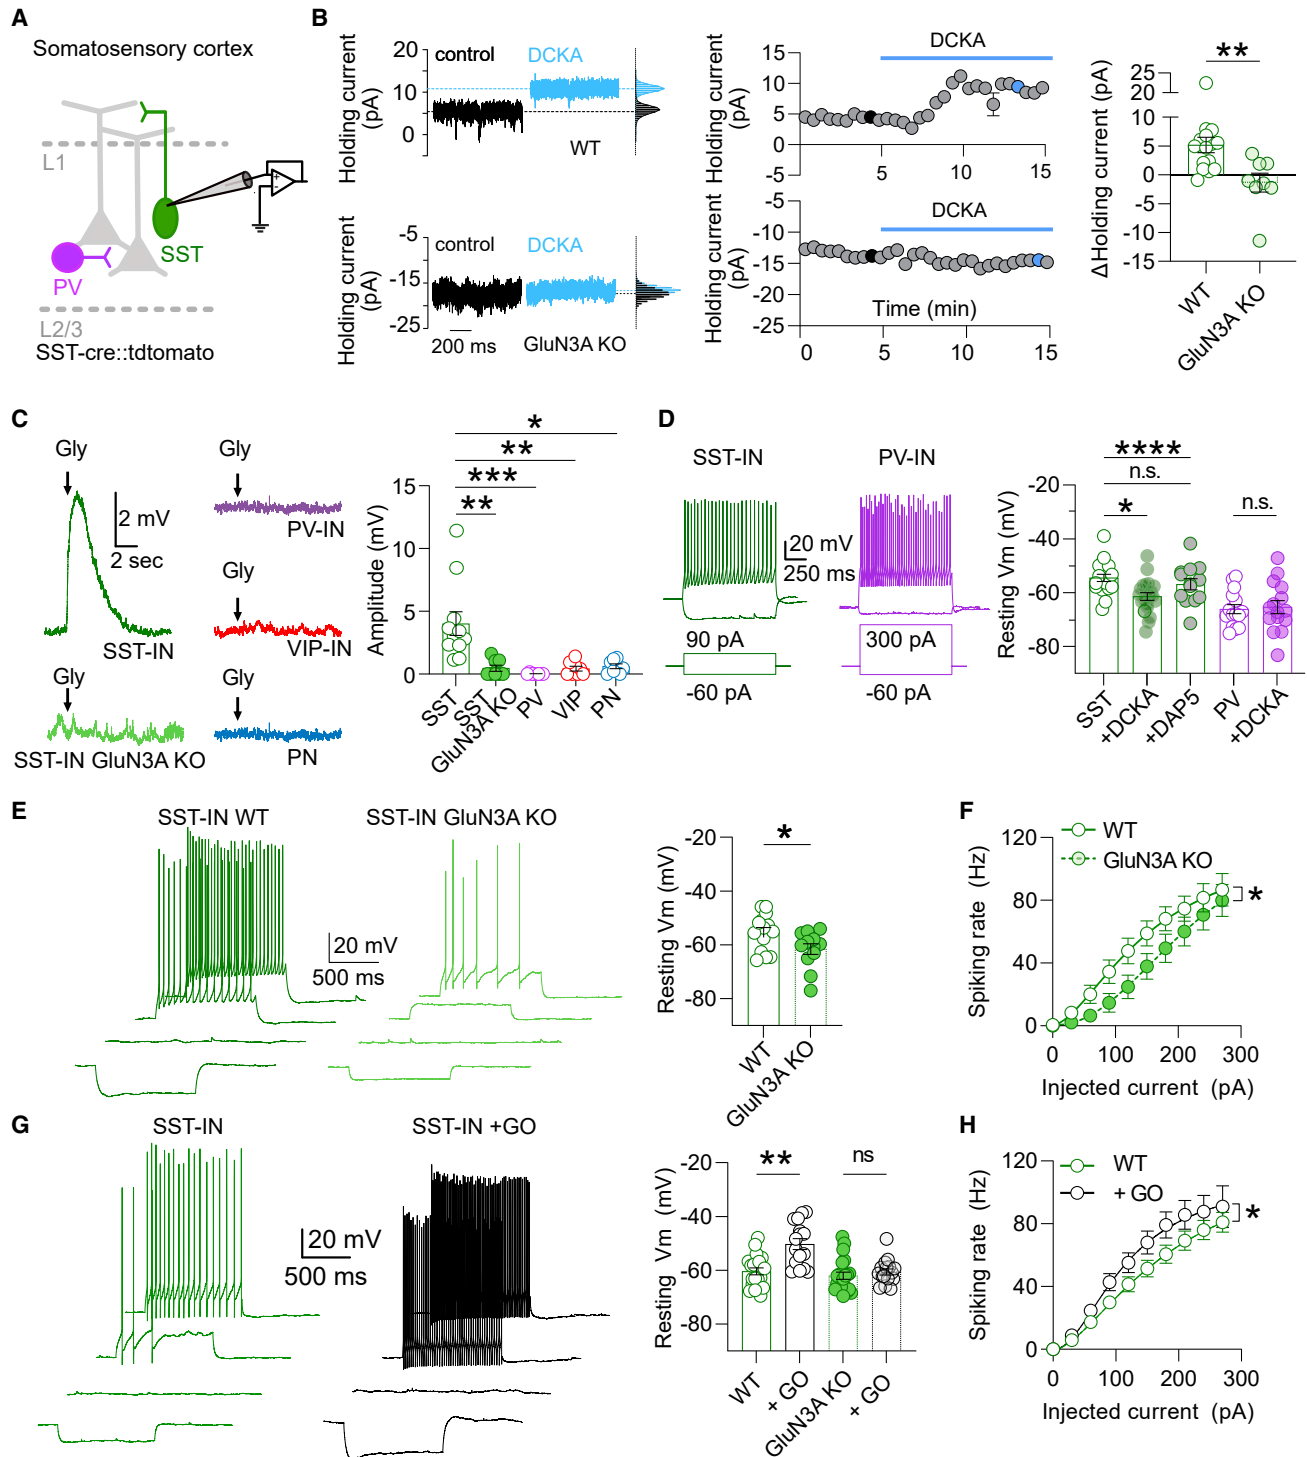 A
Somatosensory cortex
L1
SST
PV
L2/3
SST-cre::tdtomato
B
Holding current
(pA)
20
10
0
control
DCKA
WT
Holding current
(pA)
-5
-15
-25
control
DCKA
200 ms
GluN3A KO
Holding current
(pA)
15
10
5
0
-5
DCKA
5
10
15
Holding current
(pA)
-5
-10
-15
-20
-25
DCKA
Time (min)
0
5
10
15
ΔHolding current (pA)
25
20
10
5
0
-5
-10
-15
**
WT
GluN3A KO
C
Gly
2 mV
2 sec
SST-IN
SST-IN GluN3A KO
Gly
PV-IN
Gly
VIP-IN
PN
Amplitude (mV)
15
10
5
0
*
**
***
**
SST
SST
GluN3A KO
PV
VIP
PN
D
SST-IN
PV-IN
20 mV
250 ms
90 pA
-60 pA
300 pA
-60 pA
Resting Vm (mV)
-20
-40
-60
-80
****
n.s.
*
n.s.
SST
+DCKA
+DAP5
PV
+DCKA
E
SST-IN WT
SST-IN GluN3A KO
20 mV
500 ms
Resting Vm (mV)
-20
-40
-60
-80
*
WT
GluN3A KO
F
WT
GluN3A KO
Spiking rate (Hz)
120
80
40
0
*
0
100
200
300
Injected current (pA)
G
SST-IN
SST-IN +GO
20 mV
500 ms
Resting Vm (mV)
-20
-40
-60
-80
**
ns
WT
+ GO
GluN3A KO
+ GO
H
WT
+ GO
Spiking rate (Hz)
120
80
40
0
*
0
100
200
300
Injected current (pA)